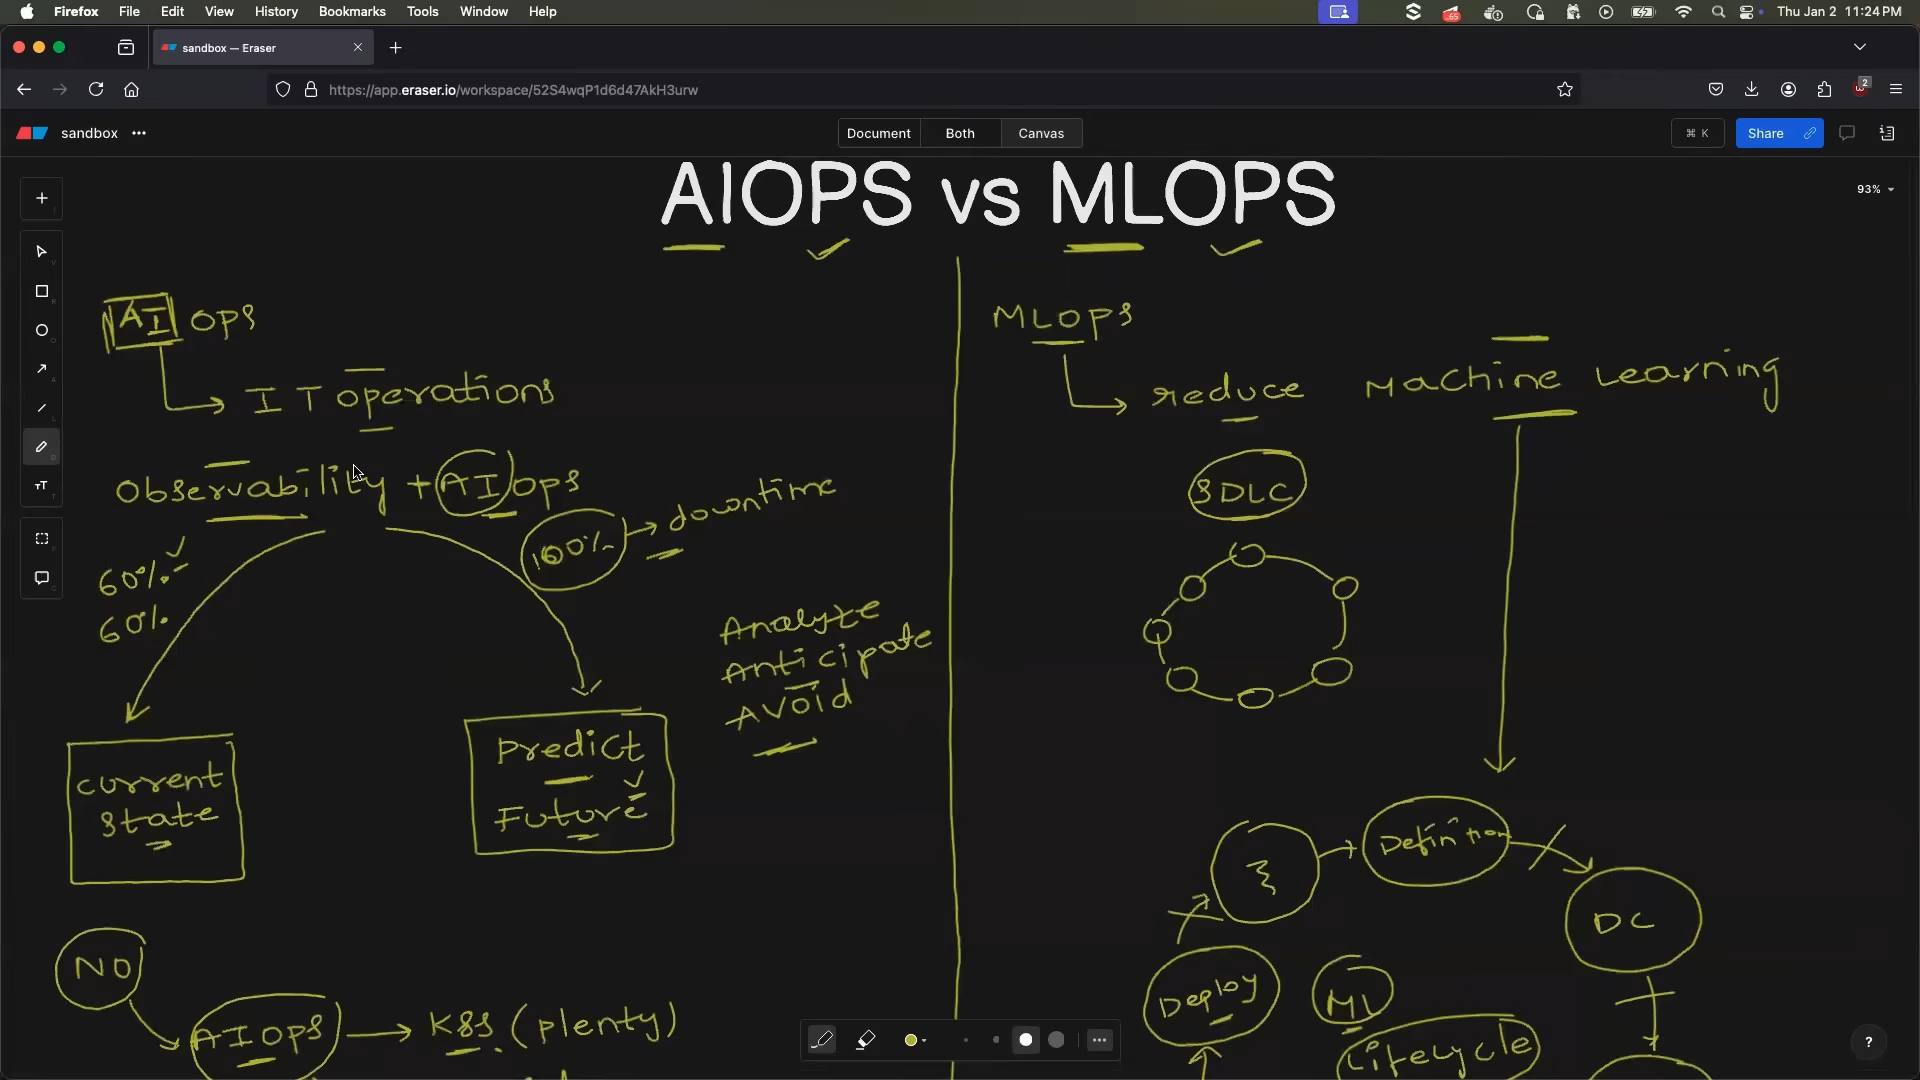 Firefox File Edit View History Bookmarks Tools Window Help
.65
Thu Jan 2 11:24 PM
sandbox — Eraser
https://app.eraser.io/workspace/52S4wqP1d6d47AkH3urw
2
sandbox
Document Both Canvas
⌘ K
Share
93%
AIOPS vs MLOPS
AI ops
IT operations
Observability + AIops
100% → downtime
60%
60%
Analyze
Anticipate
Avoid
current
state
Predict
Future
NO
AIops → K8s (plenty)
MLops
reduce Machine Learning
SDLC
Definition
DC
Deploy
ML
Lifecycle
TT
?